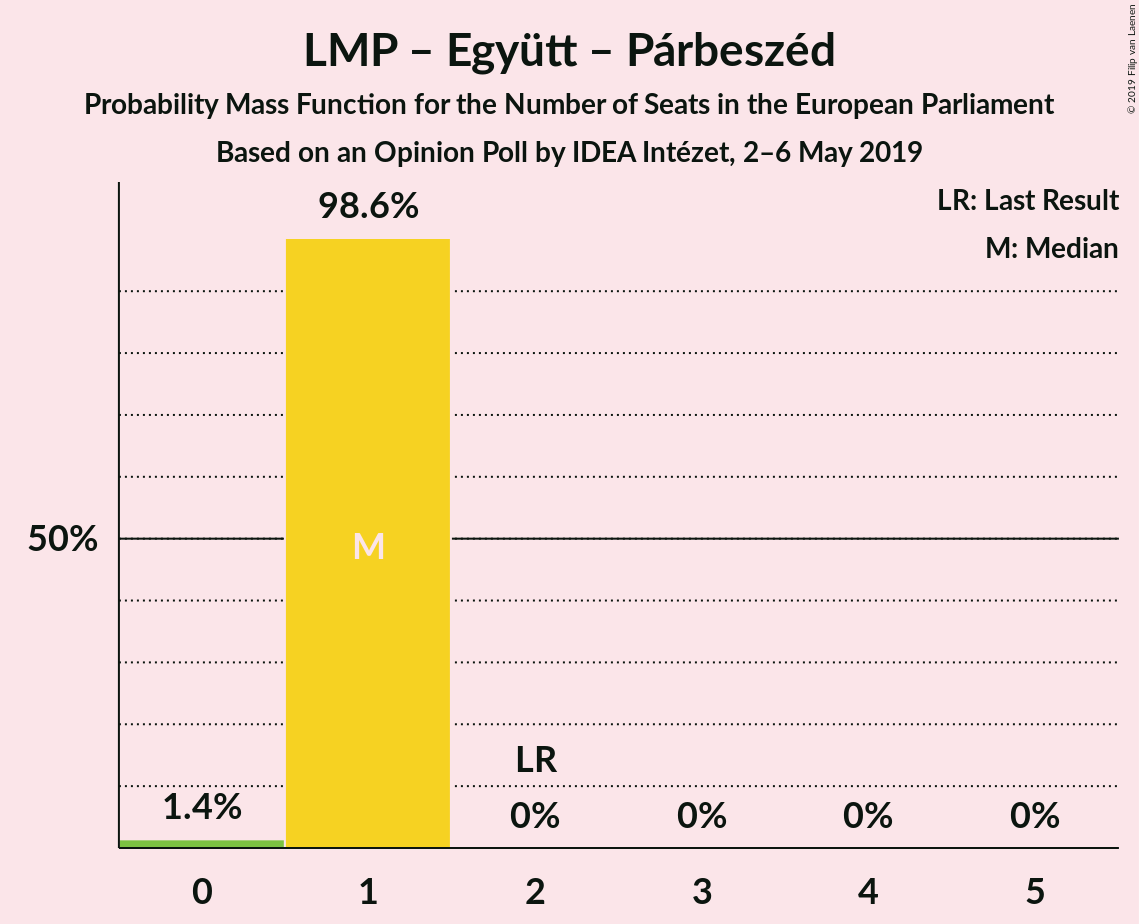 LMP – Együtt – Párbeszéd
Probability Mass Function for the Number of Seats in the European Parliament
Based on an Opinion Poll by IDEA Intézet, 2–6 May 2019
© 2019 Filip van Laenen
LR: Last Result
M: Median
98.6%
50%
M
LR
1.4%
0% 0% 0% 0%
0 1 2 3 4 5